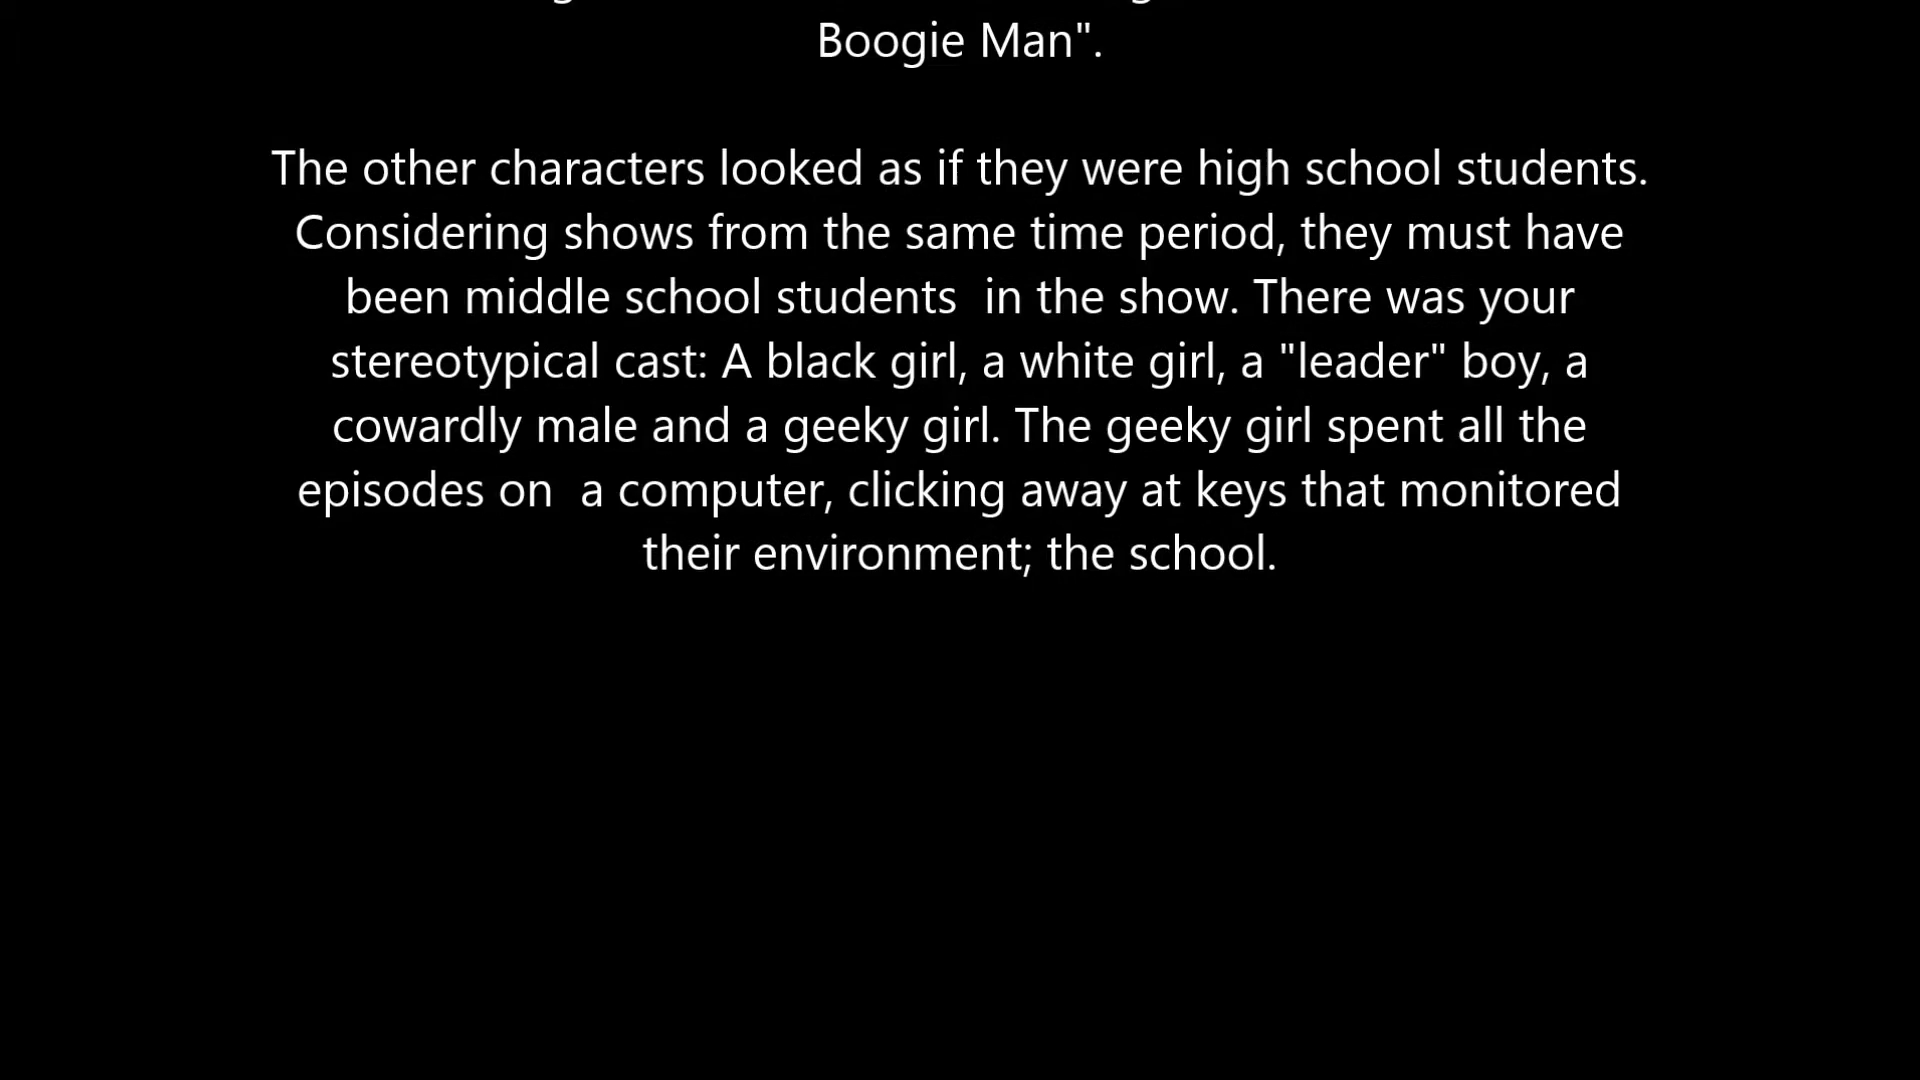 Boogie Man".
The other characters looked as if they were high school students.
Considering shows from the same time period, they must have
been middle school students  in the show. There was your
stereotypical cast: A black girl, a white girl, a "leader" boy, a
cowardly male and a geeky girl. The geeky girl spent all the
episodes on  a computer, clicking away at keys that monitored
their environment; the school.